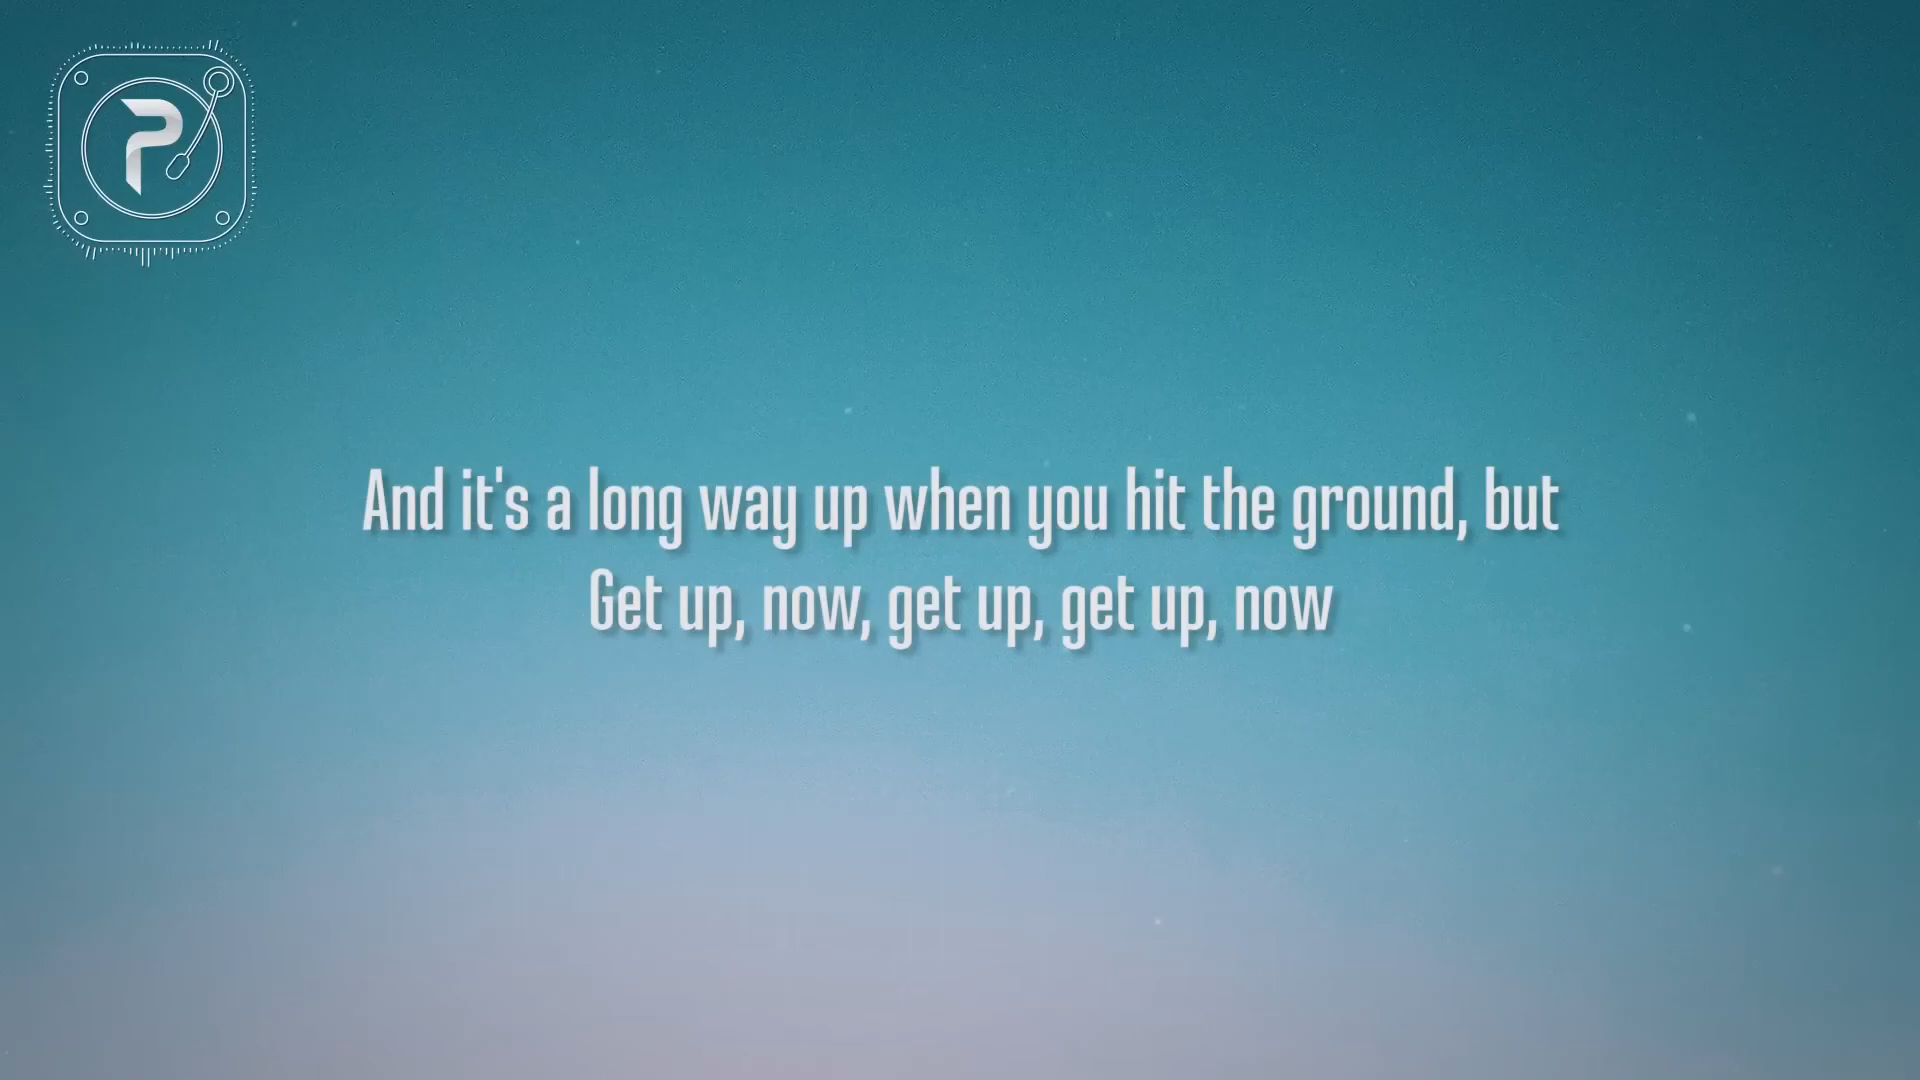 P
And it's a long way up when you hit the ground, but
Get up, now, get up, get up, now